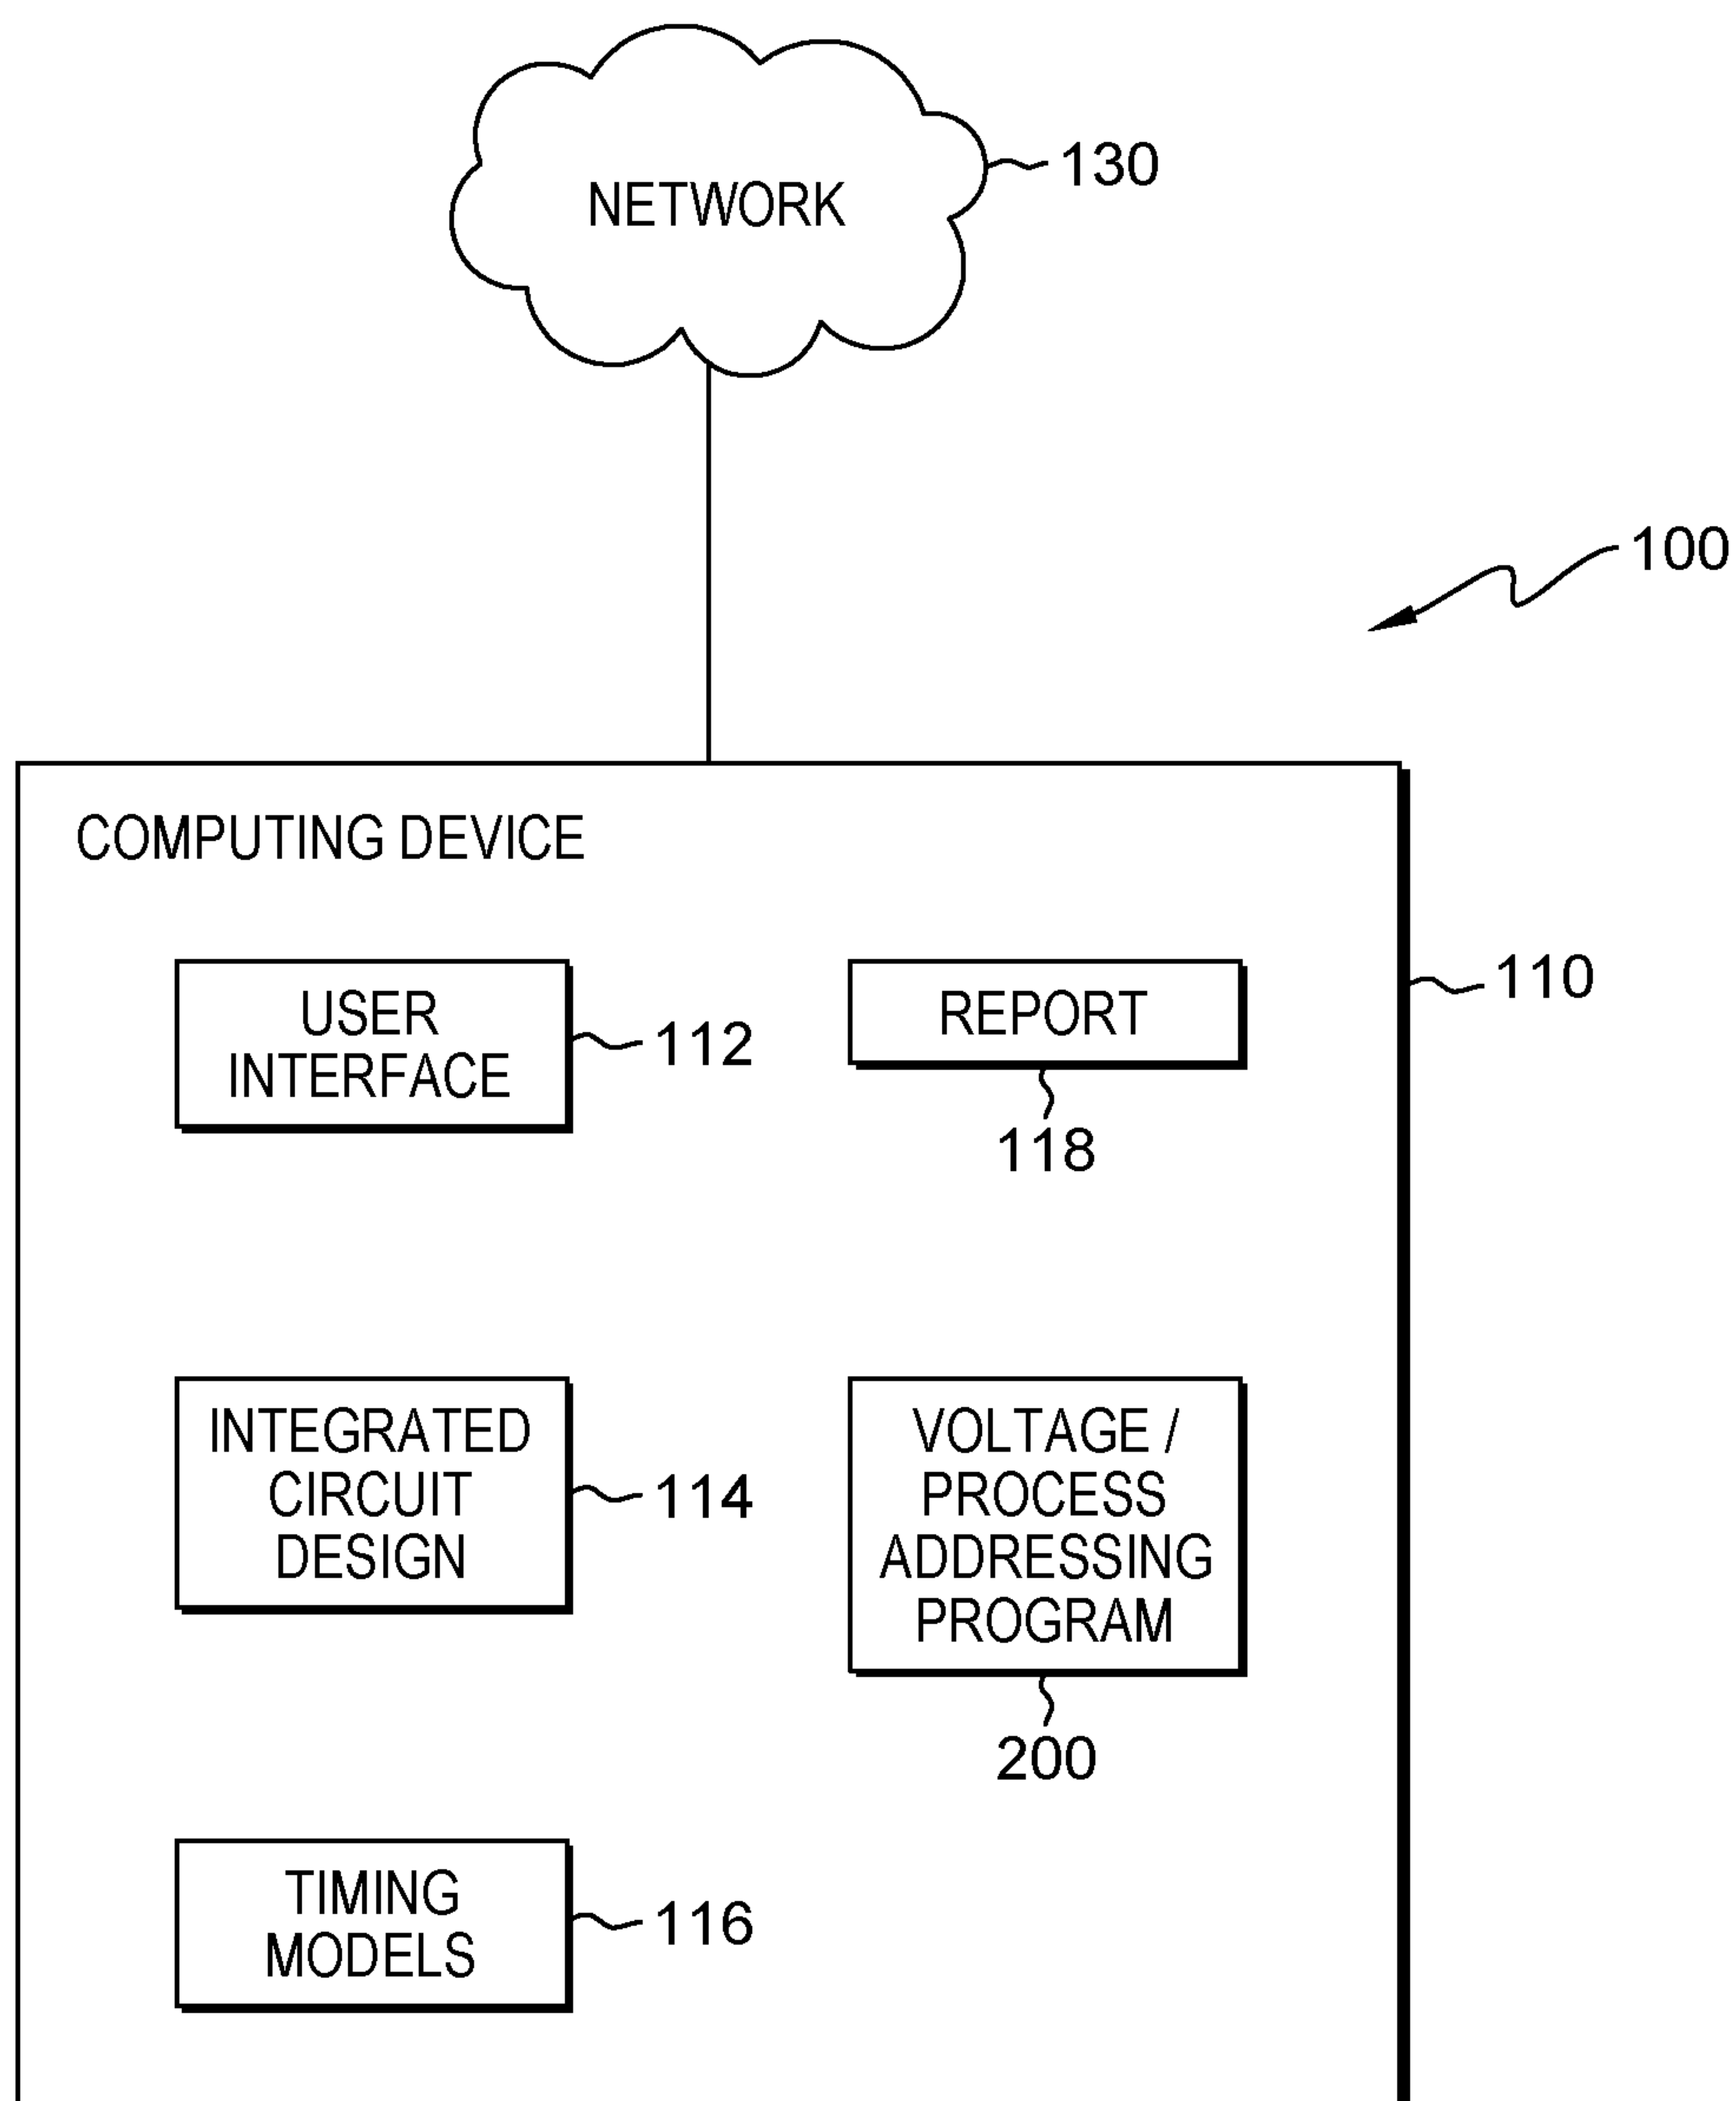 NETWORK
130
100
COMPUTING DEVICE
110
USER
INTERFACE
112
REPORT
118
INTEGRATED
CIRCUIT
DESIGN
114
VOLTAGE /
PROCESS
ADDRESSING
PROGRAM
200
TIMING
MODELS
116